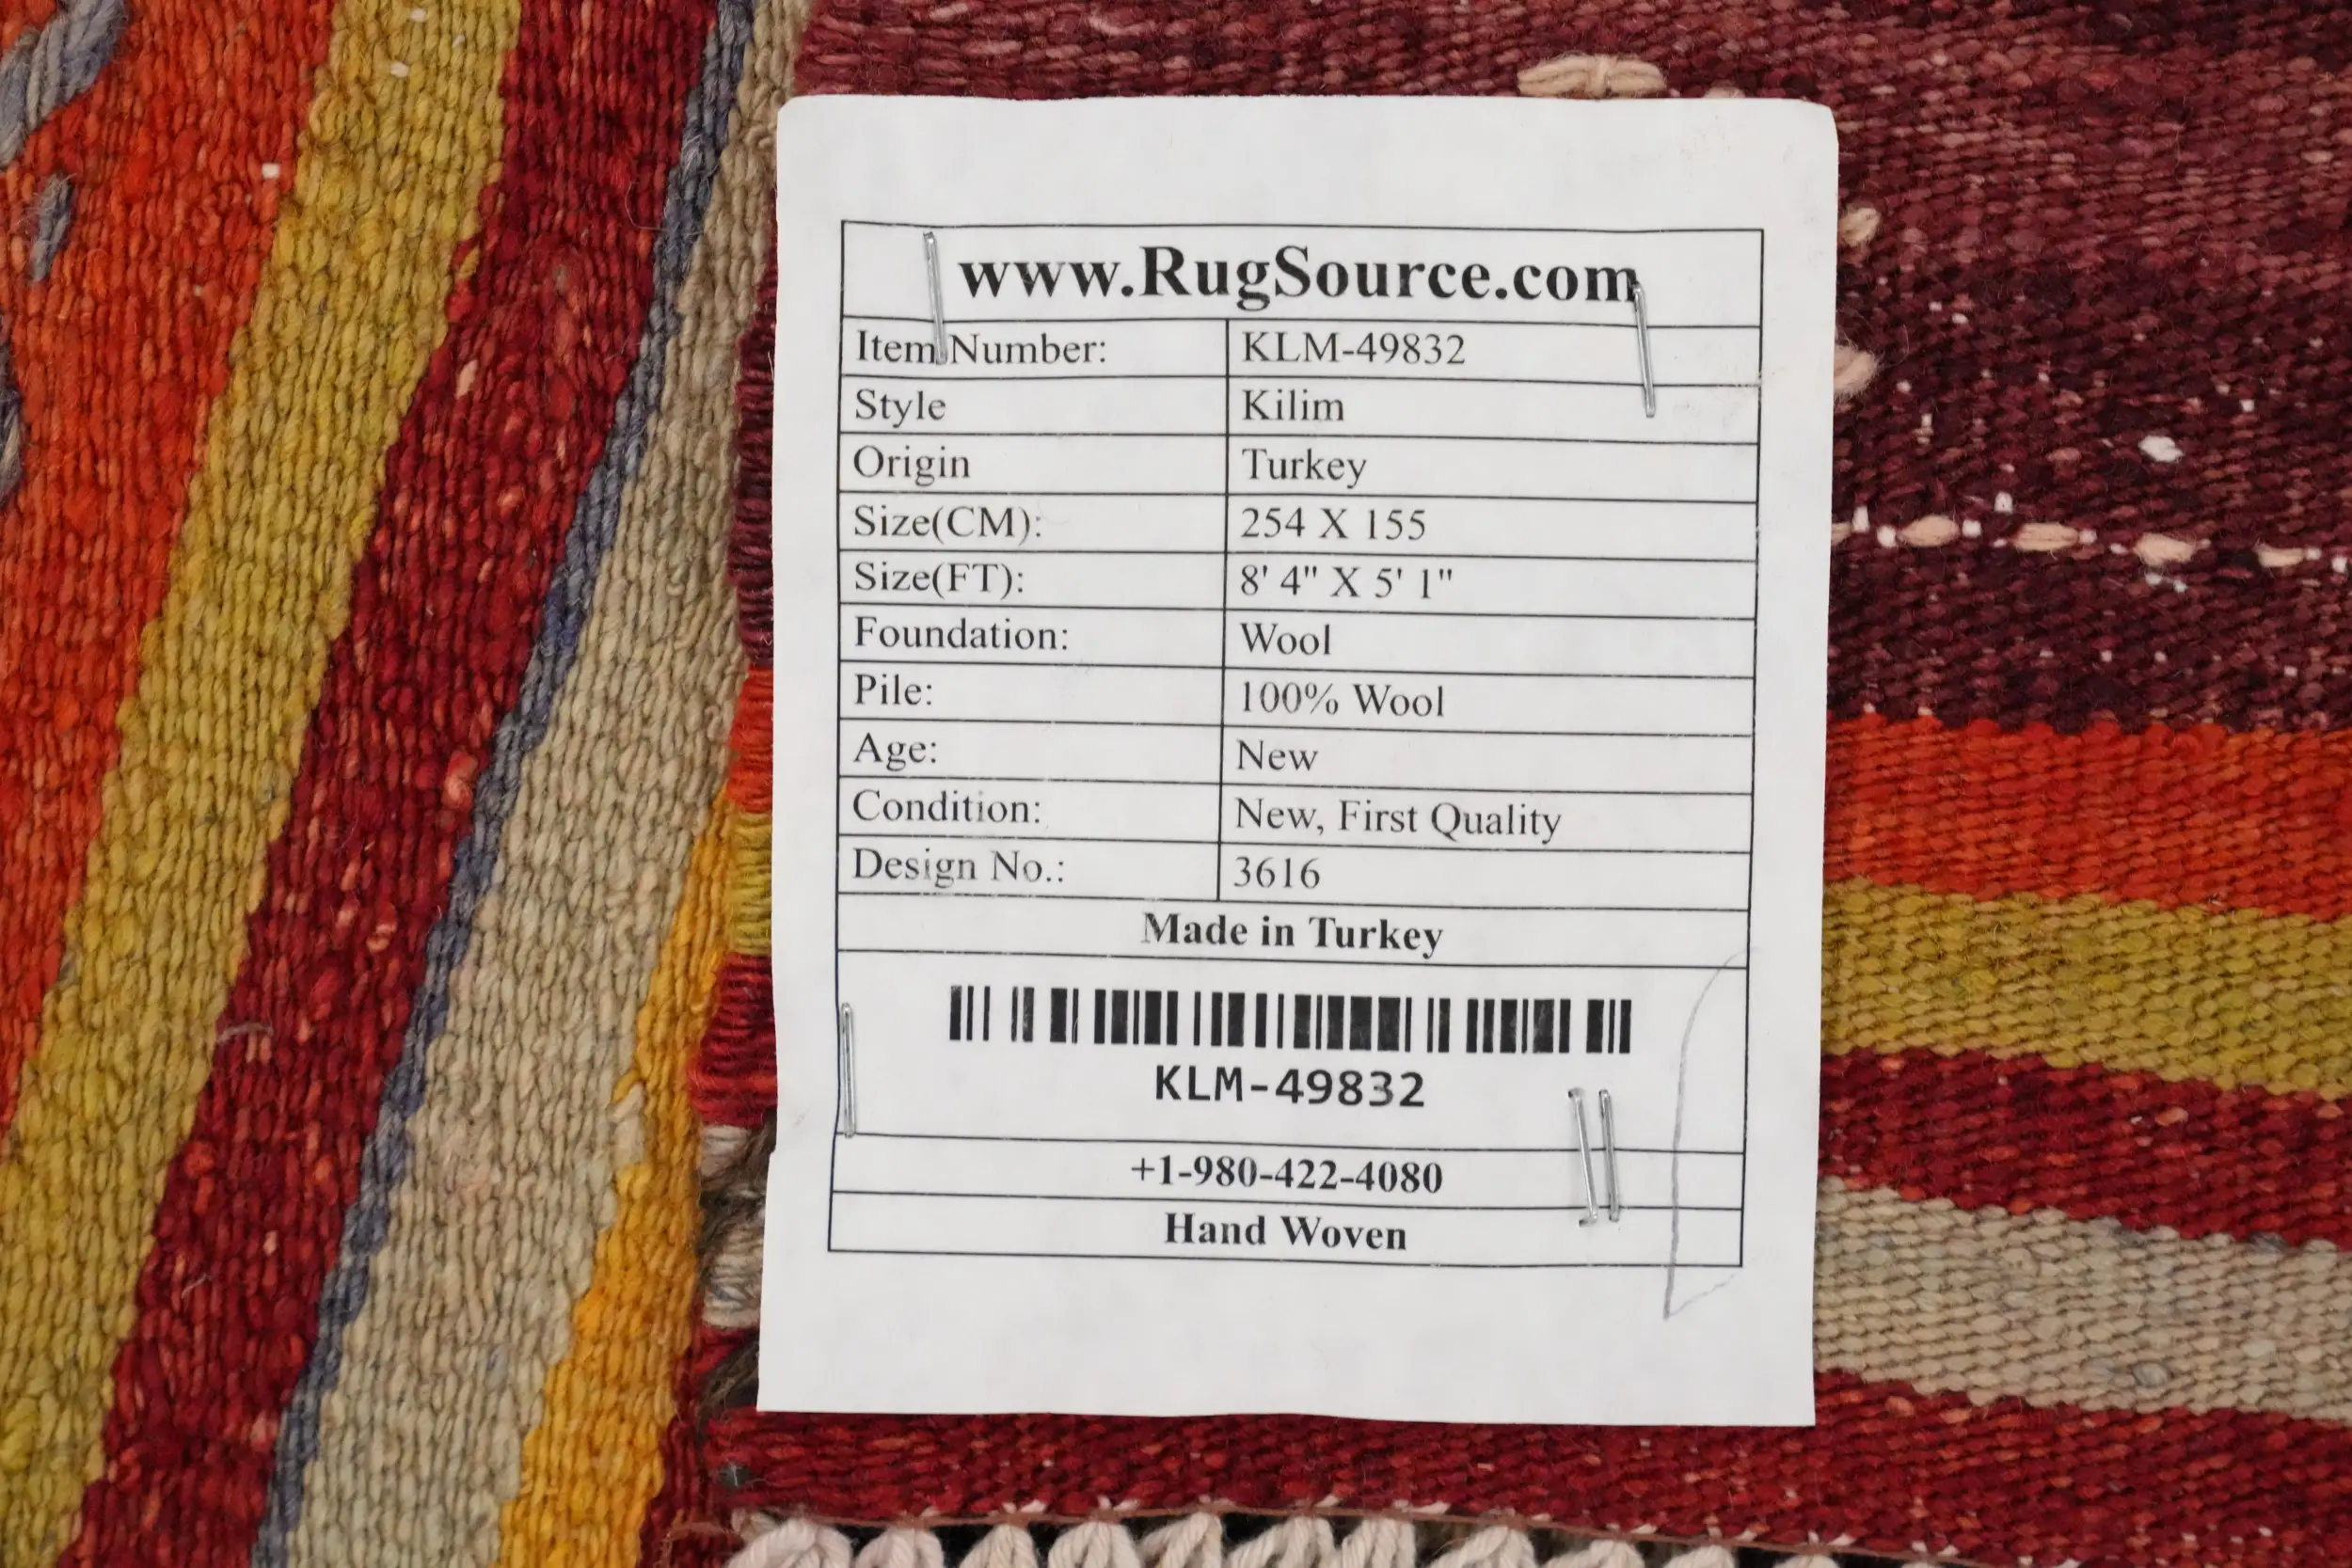 www.RugSource.com
Item Number: KLM-49832
Style Kilim
Origin Turkey
Size(CM): 254 X 155
Size(FT): 8' 4" X 5' 1"
Foundation: Wool
Pile: 100% Wool
Age: New
Condition: New, First Quality
Design No.: 3616
Made in Turkey
KLM-49832
+1-980-422-4080
Hand Woven